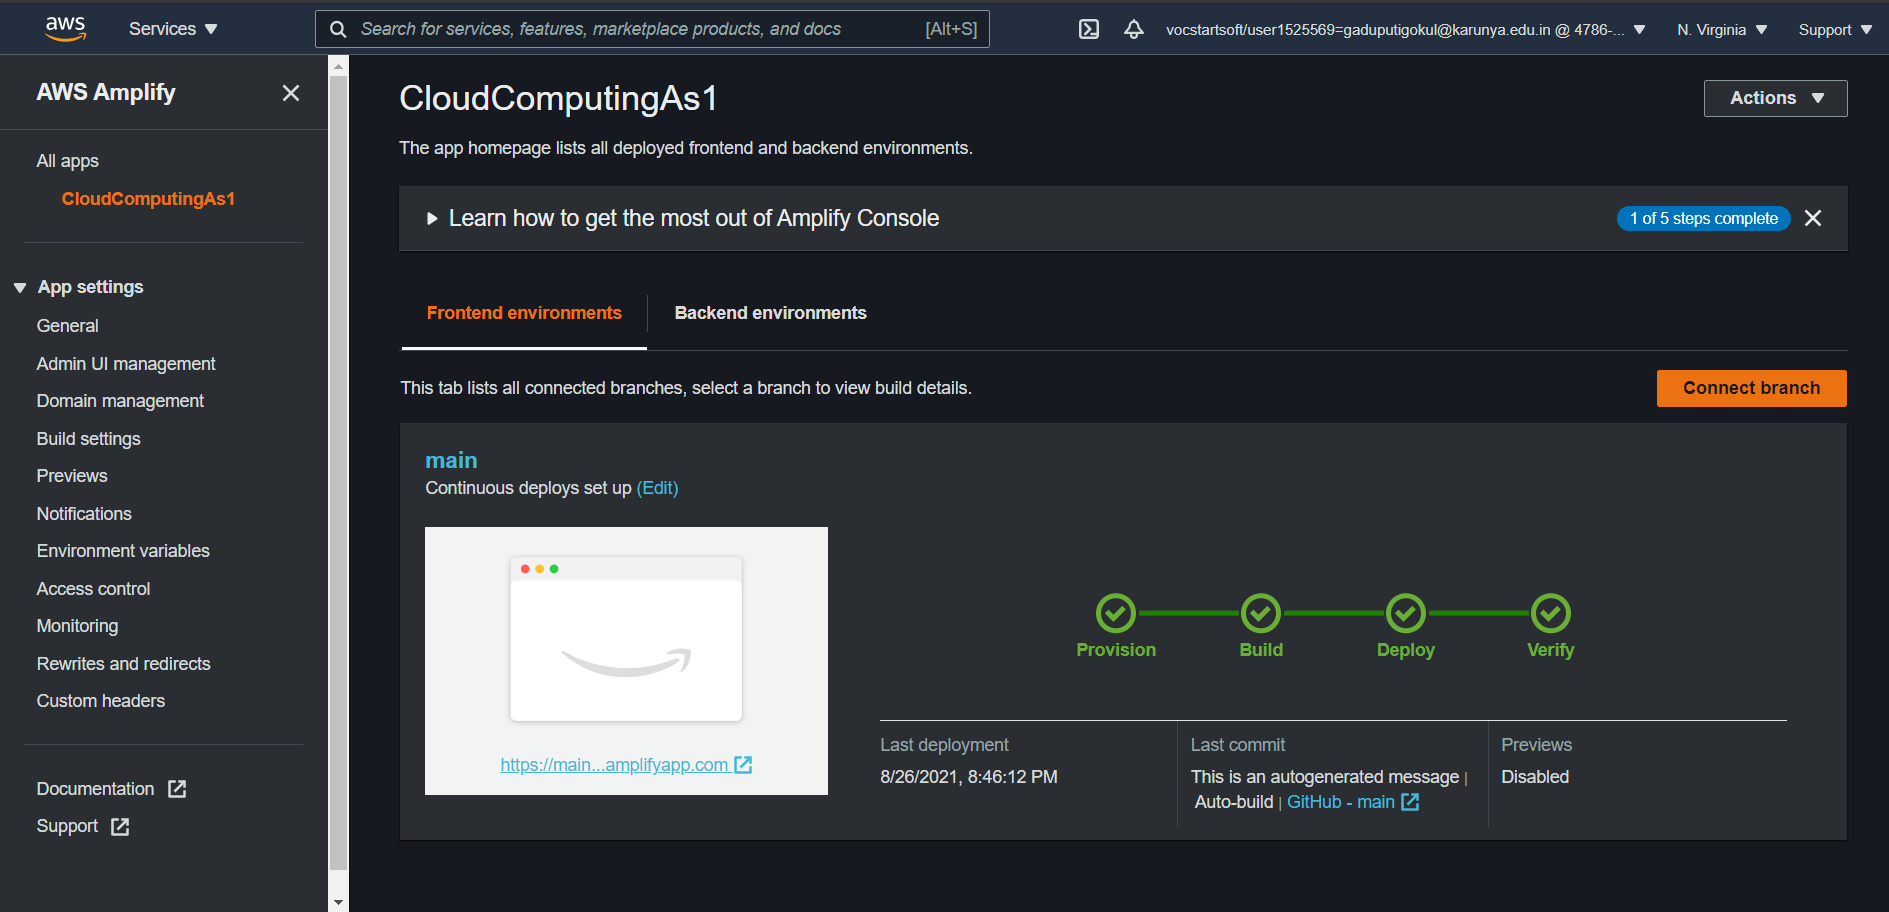 aws
Services
Search for services, features, marketplace products, and docs [Alt+S]
vocstartsoft/user1525569=gaduputigokul@karunya.edu.in @ 4786-...
N. Virginia
Support
AWS Amplify
All apps
CloudComputingAs1
App settings
General
Admin UI management
Domain management
Build settings
Previews
Notifications
Environment variables
Access control
Monitoring
Rewrites and redirects
Custom headers
Documentation
Support
CloudComputingAs1
Actions
The app homepage lists all deployed frontend and backend environments.
Learn how to get the most out of Amplify Console
1 of 5 steps complete
Frontend environments
Backend environments
This tab lists all connected branches, select a branch to view build details.
Connect branch
main
Continuous deploys set up (Edit)
https://main...amplifyapp.com
Provision
Build
Deploy
Verify
Last deployment
8/26/2021, 8:46:12 PM
Last commit
This is an autogenerated message |
Auto-build | GitHub - main
Previews
Disabled